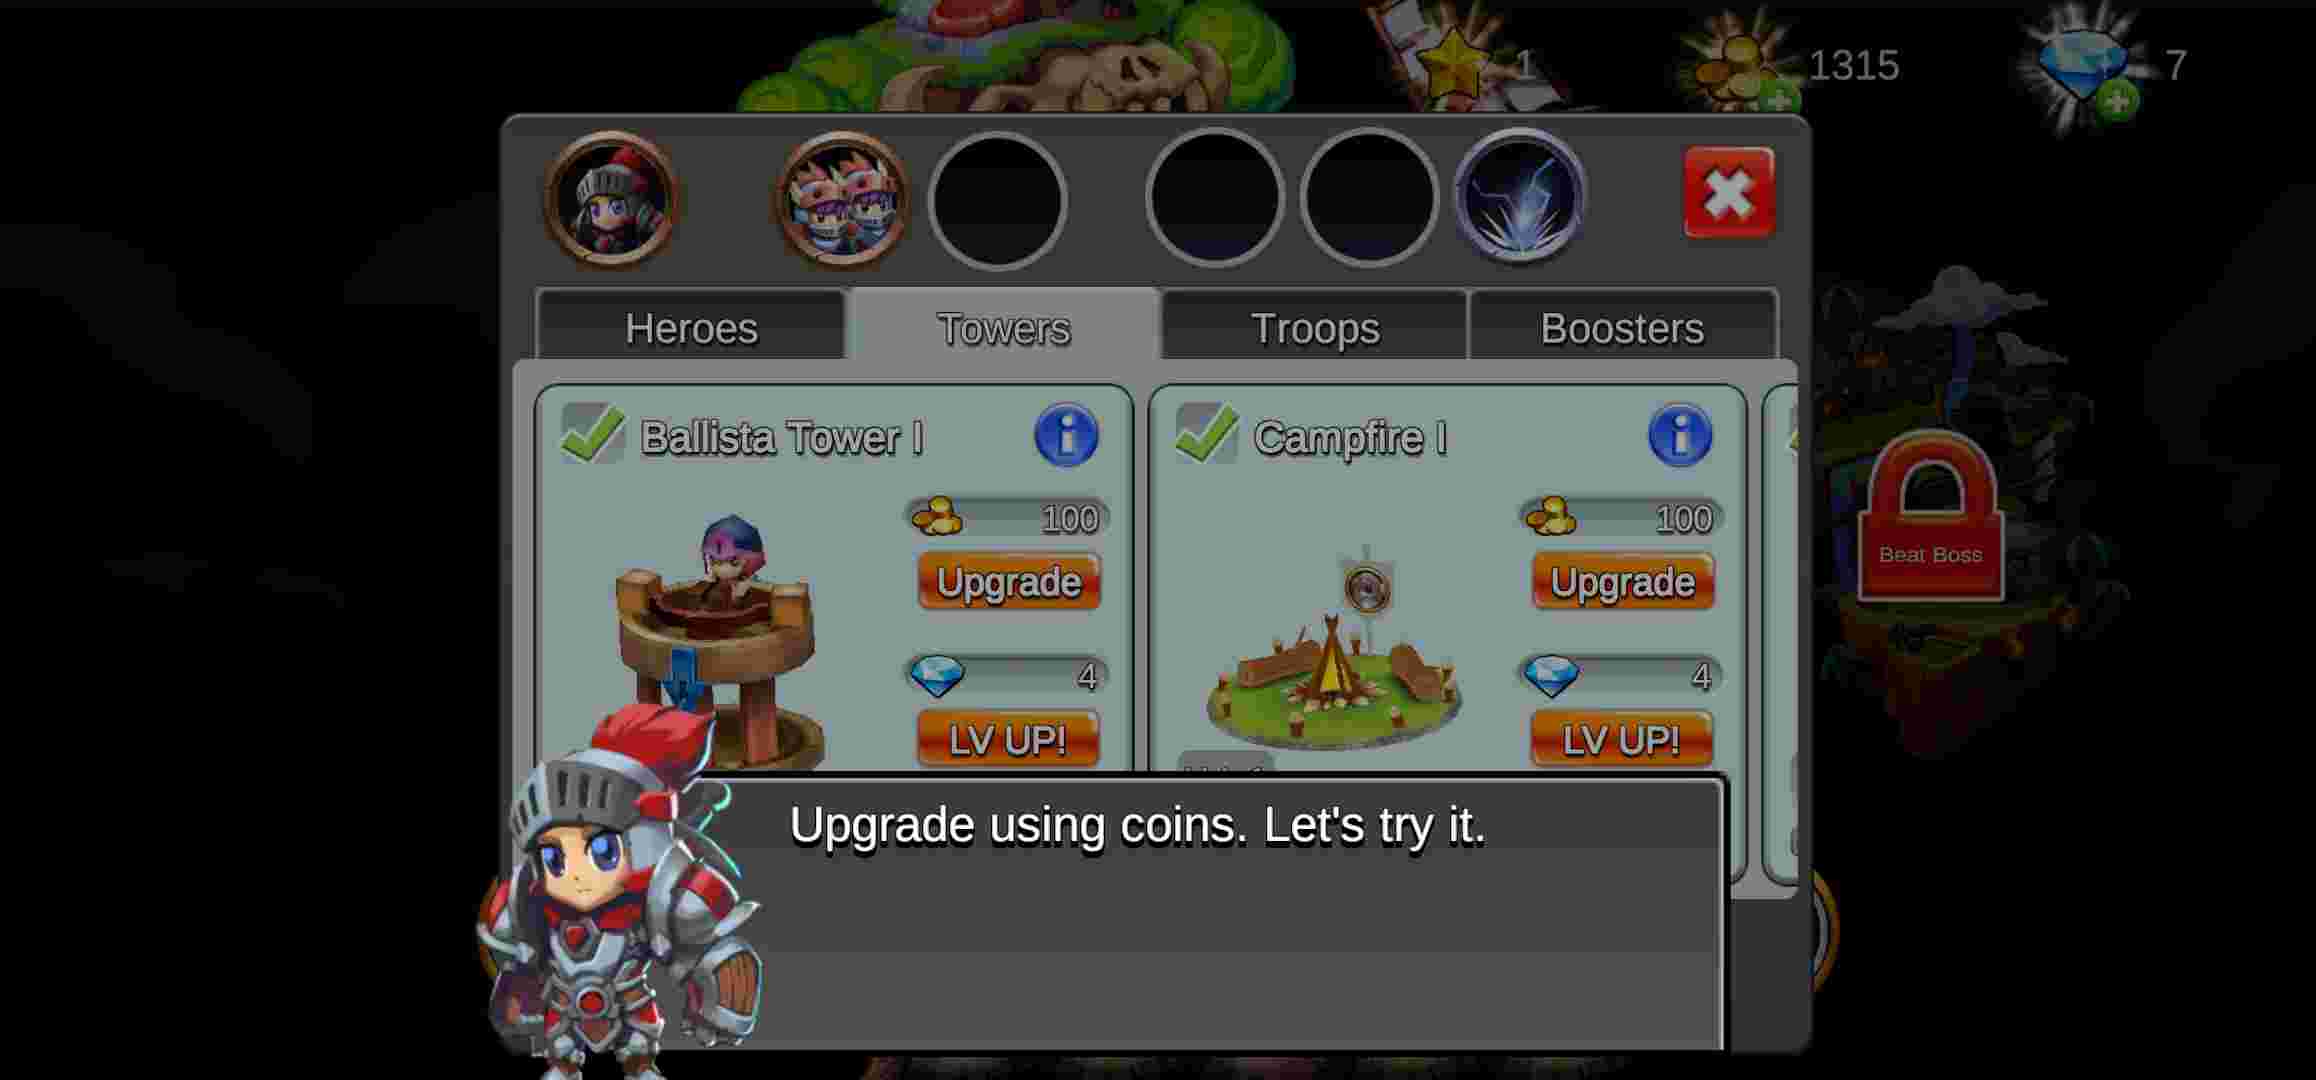 1
1315
7
Heroes
Towers
Troops
Boosters
Ballista Tower I
Campfire I
100
100
Upgrade
Upgrade
Beat Boss
4
4
LV UP!
LV UP!
Upgrade using coins. Let's try it.